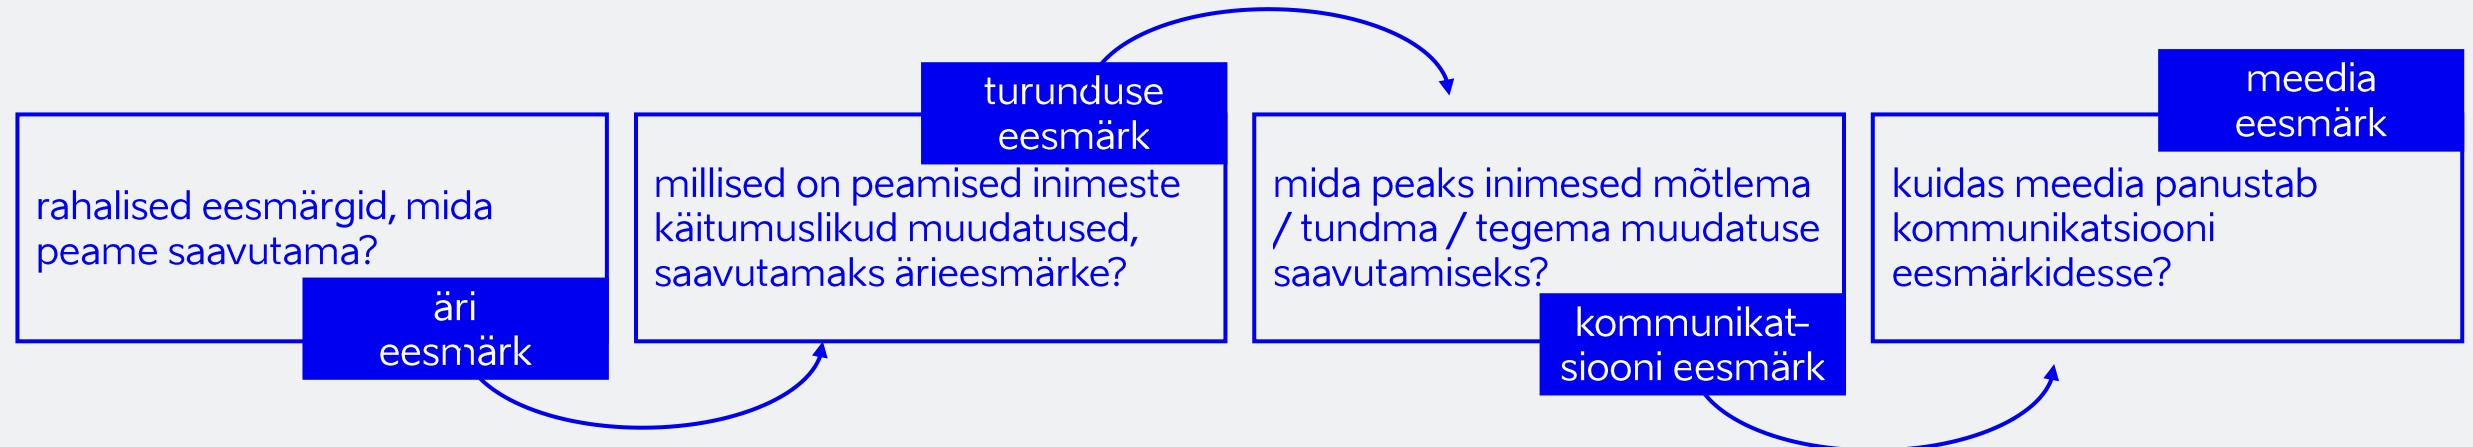 rahalised eesmärgid, mida
peame saavutama?
äri
eesmärk
turunduse
eesmärk
millised on peamised inimeste
käitumuslikud muudatused,
saavutamaks ärieesmärke?
mida peaks inimesed mõtlema
/ tundma / tegema muudatuse
saavutamiseks?
kommunikat-
siooni eesmärk
meedia
eesmärk
kuidas meedia panustab
kommunikatsiooni
eesmärkidesse?